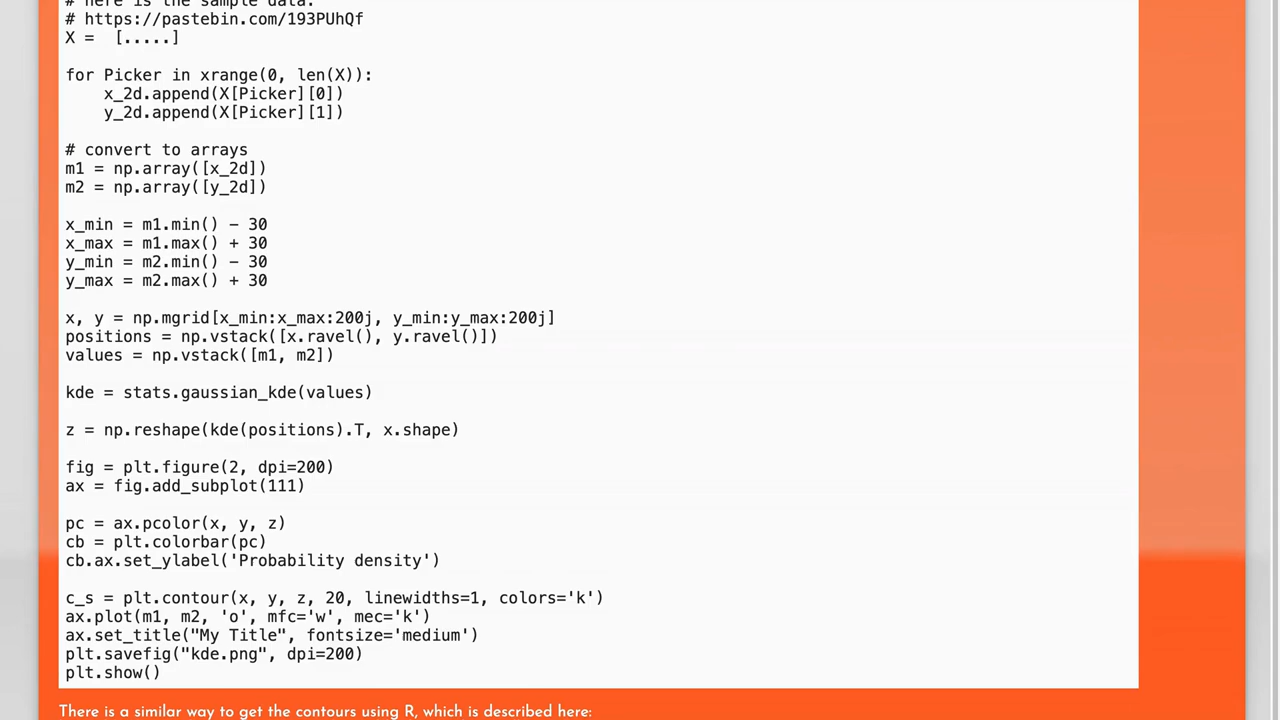 # here is the sample data:
# https://pastebin.com/193PUhQf
X =  [.....]
for Picker in xrange(0, len(X)):
    x_2d.append(X[Picker][0])
    y_2d.append(X[Picker][1])
# convert to arrays
m1 = np.array([x_2d])
m2 = np.array([y_2d])
x_min = m1.min() - 30
x_max = m1.max() + 30
y_min = m2.min() - 30
y_max = m2.max() + 30
x, y = np.mgrid[x_min:x_max:200j, y_min:y_max:200j]
positions = np.vstack([x.ravel(), y.ravel()])
values = np.vstack([m1, m2])
kde = stats.gaussian_kde(values)
z = np.reshape(kde(positions).T, x.shape)
fig = plt.figure(2, dpi=200)
ax = fig.add_subplot(111)
pc = ax.pcolor(x, y, z)
cb = plt.colorbar(pc)
cb.ax.set_ylabel('Probability density')
c_s = plt.contour(x, y, z, 20, linewidths=1, colors='k')
ax.plot(m1, m2, 'o', mfc='w', mec='k')
ax.set_title("My Title", fontsize='medium')
plt.savefig("kde.png", dpi=200)
plt.show()
There is a similar way to get the contours using R, which is described here: